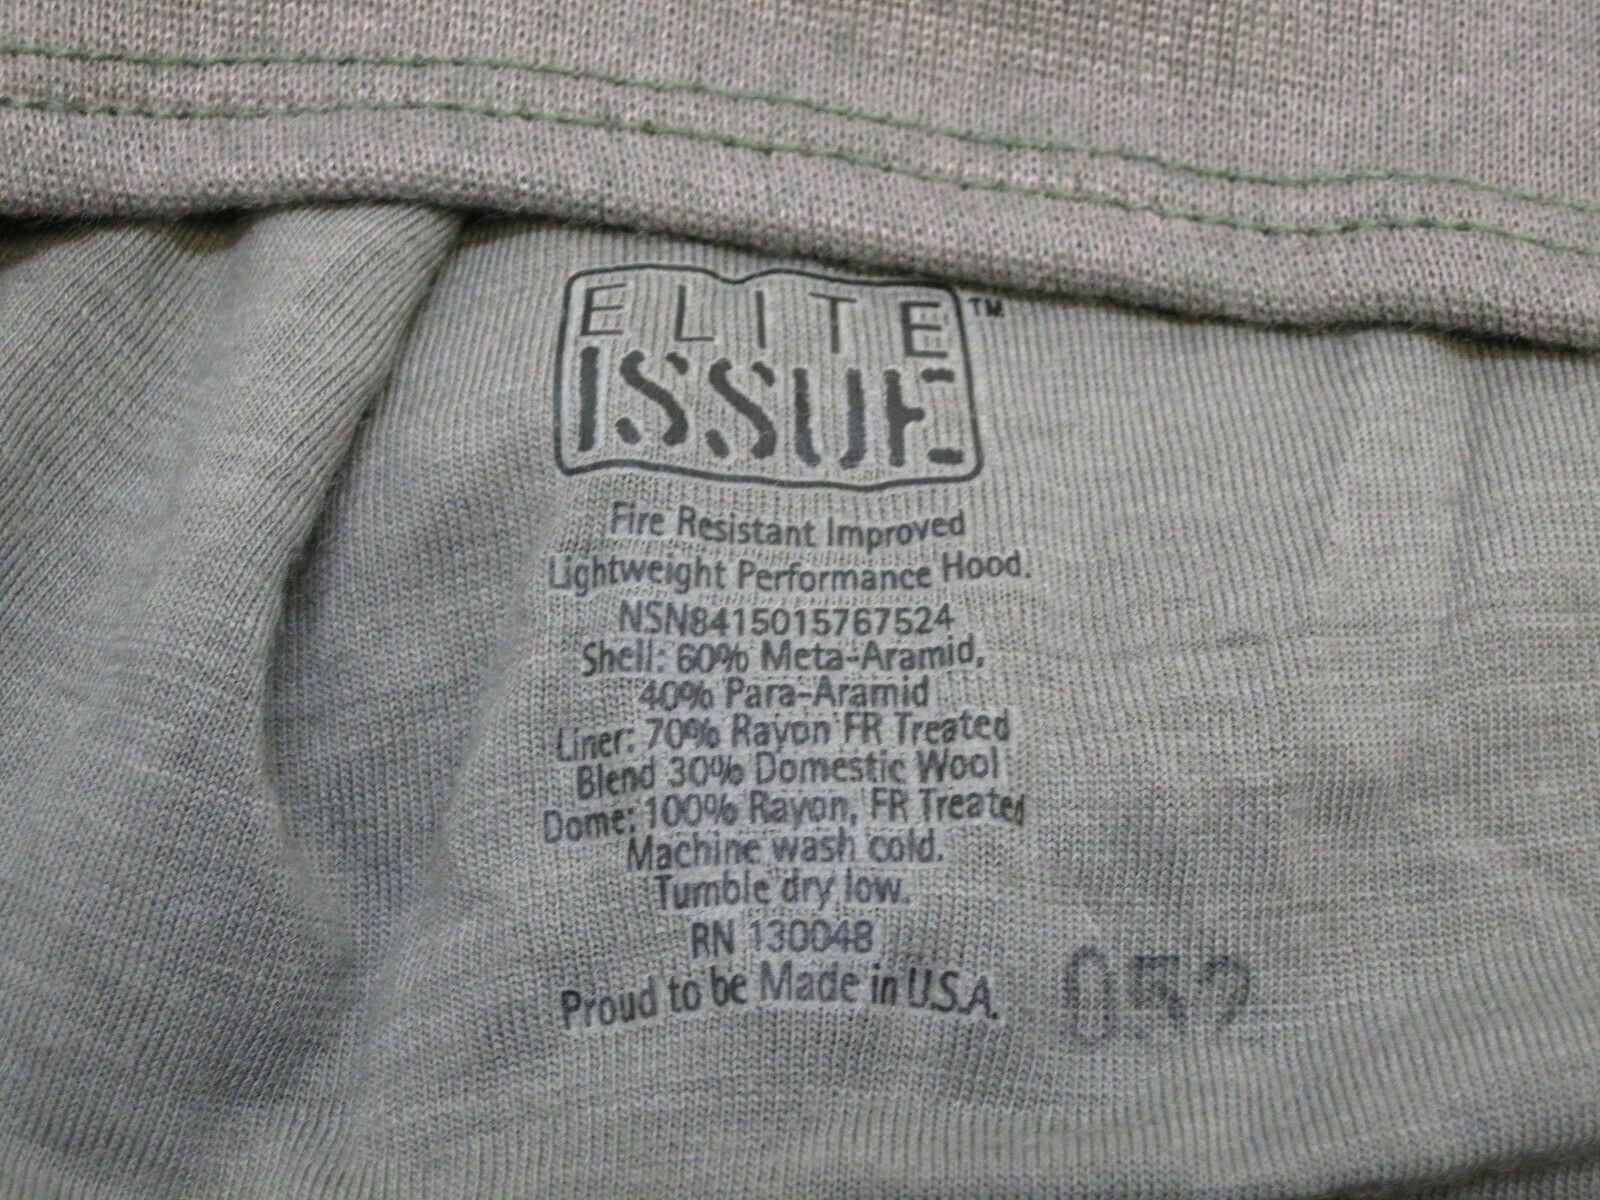 ELITE
ISSUE™
Fire Resistant Improved
Lightweight Performance Hood.
NSN8415015767524
Shell: 60% Meta-Aramid,
40% Para-Aramid
Liner: 70% Rayon FR Treated
Blend 30% Domestic Wool
Dome: 100% Rayon, FR Treated
Machine wash cold.
Tumble dry low.
RN 130048
Proud to be Made in U.S.A.
052